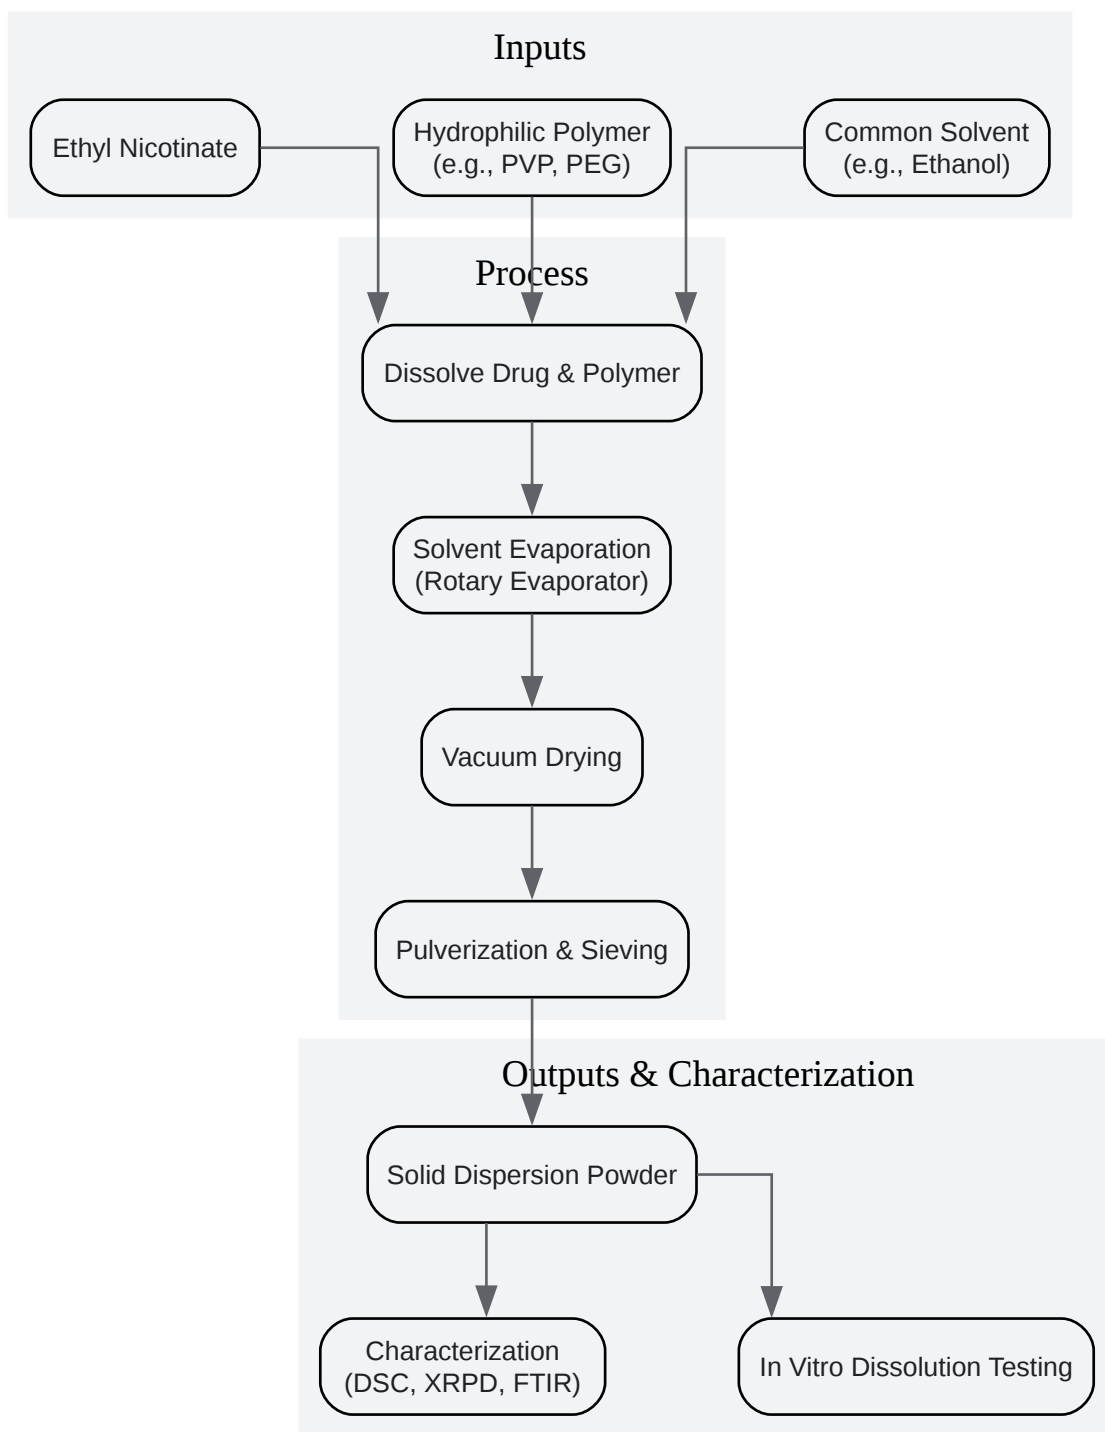 Inputs
Ethyl Nicotinate
Hydrophilic Polymer
(e.g., PVP, PEG)
Common Solvent
(e.g., Ethanol)
Process
Dissolve Drug & Polymer
Solvent Evaporation
(Rotary Evaporator)
Vacuum Drying
Pulverization & Sieving
Outputs & Characterization
Solid Dispersion Powder
Characterization
(DSC, XRPD, FTIR)
In Vitro Dissolution Testing